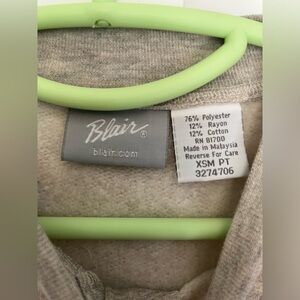 Blair®
blair.com
76% Polyester
12% Rayon
12% Cotton
RN 81700
Made in Malaysia
Reverse For Care
XSM PT
3274706